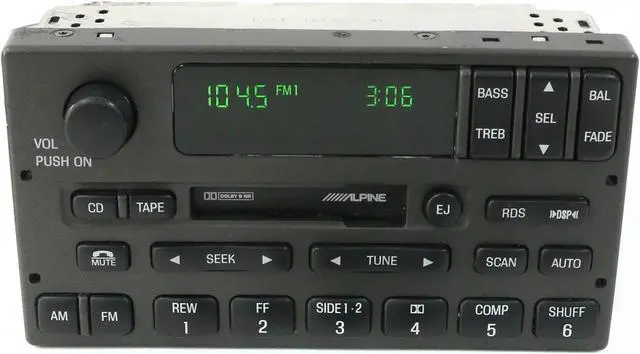 104.5 FM1 3:06
BASS
TREB
SEL
BAL
FADE
VOL
PUSH ON
CD TAPE
DOLBY B NR
ALPINE
EJ
RDS DSP
MUTE
SEEK
TUNE
SCAN
AUTO
AM FM
REW
1
FF
2
SIDE 1-2
3
4
COMP
5
SHUFF
6